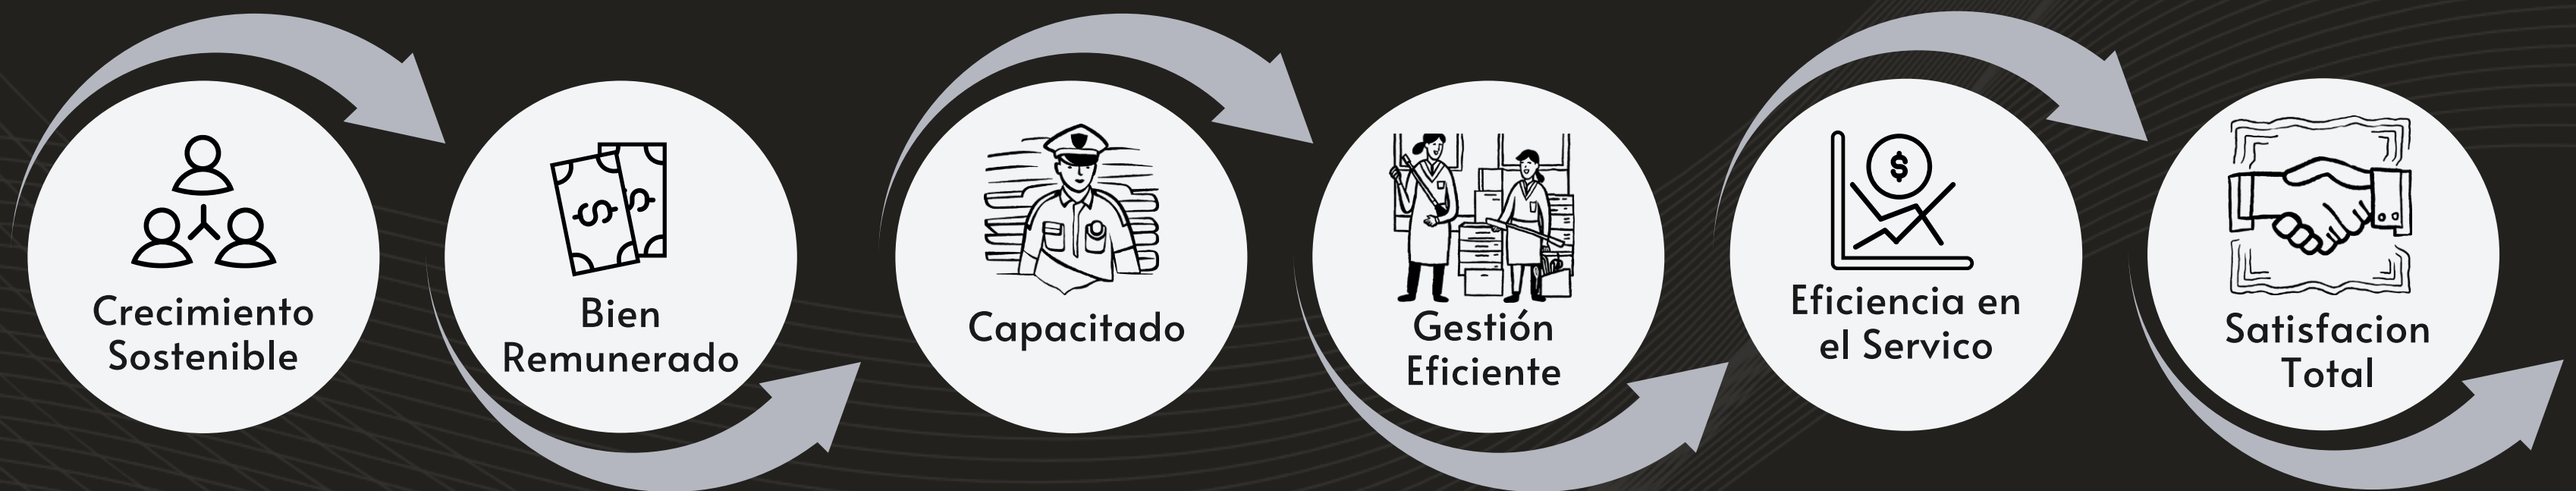 Crecimiento
Sostenible
Bien
Remunerado
Capacitado
Gestión
Eficiente
Eficiencia en
el Servico
Satisfacion
Total